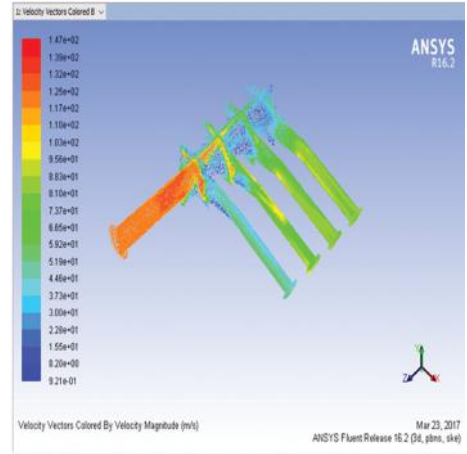 1: Velocity Vectors Colored B
ANSYS
R16.2
1.47e+02
1.39e+02
1.32e+02
1.25e+02
1.17e+02
1.10e+02
1.03e+02
9.56e+01
8.83e+01
8.10e+01
7.37e+01
6.65e+01
5.92e+01
5.19e+01
4.46e+01
3.73e+01
3.00e+01
2.28e+01
1.55e+01
8.20e+00
9.21e-01
Y
Z
X
Velocity Vectors Colored By Velocity Magnitude (m/s)
Mar 23, 2017
ANSYS Fluent Release 16.2 (3d, pbns, ske)